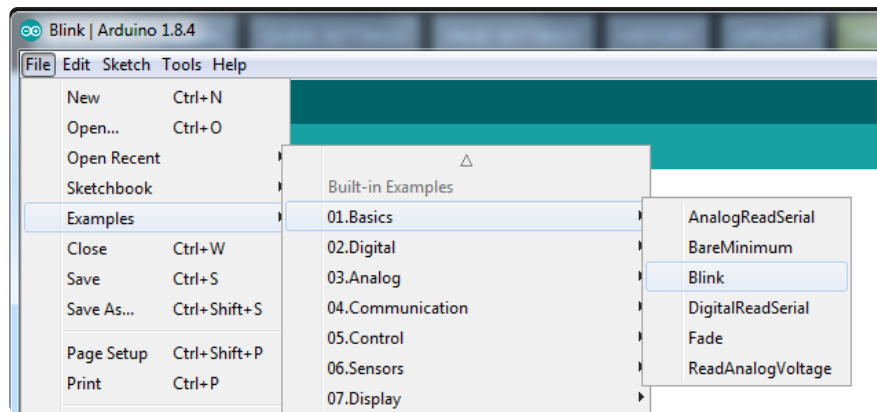 Blink | Arduino 1.8.4
File Edit Sketch Tools Help
New Ctrl+N
Open... Ctrl+O
Open Recent
Sketchbook
Examples
Close Ctrl+W
Save Ctrl+S
Save As... Ctrl+Shift+S
Page Setup Ctrl+Shift+P
Print Ctrl+P
Built-in Examples
01.Basics
02.Digital
03.Analog
04.Communication
05.Control
06.Sensors
07.Display
AnalogReadSerial
BareMinimum
Blink
DigitalReadSerial
Fade
ReadAnalogVoltage